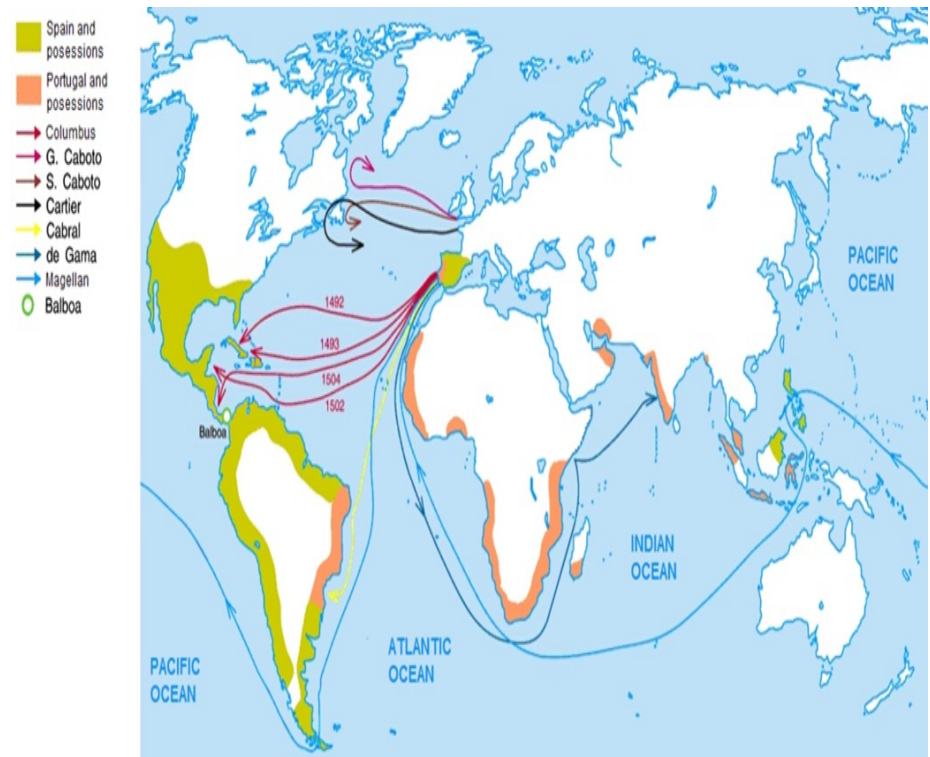 Spain and
posessions
Portugal and
posessions
Columbus
G. Caboto
S. Caboto
Cartier
Cabral
de Gama
Magellan
Balboa
1492
1493
1504
1502
Balboa
PACIFIC
OCEAN
INDIAN
OCEAN
ATLANTIC
OCEAN
PACIFIC
OCEAN